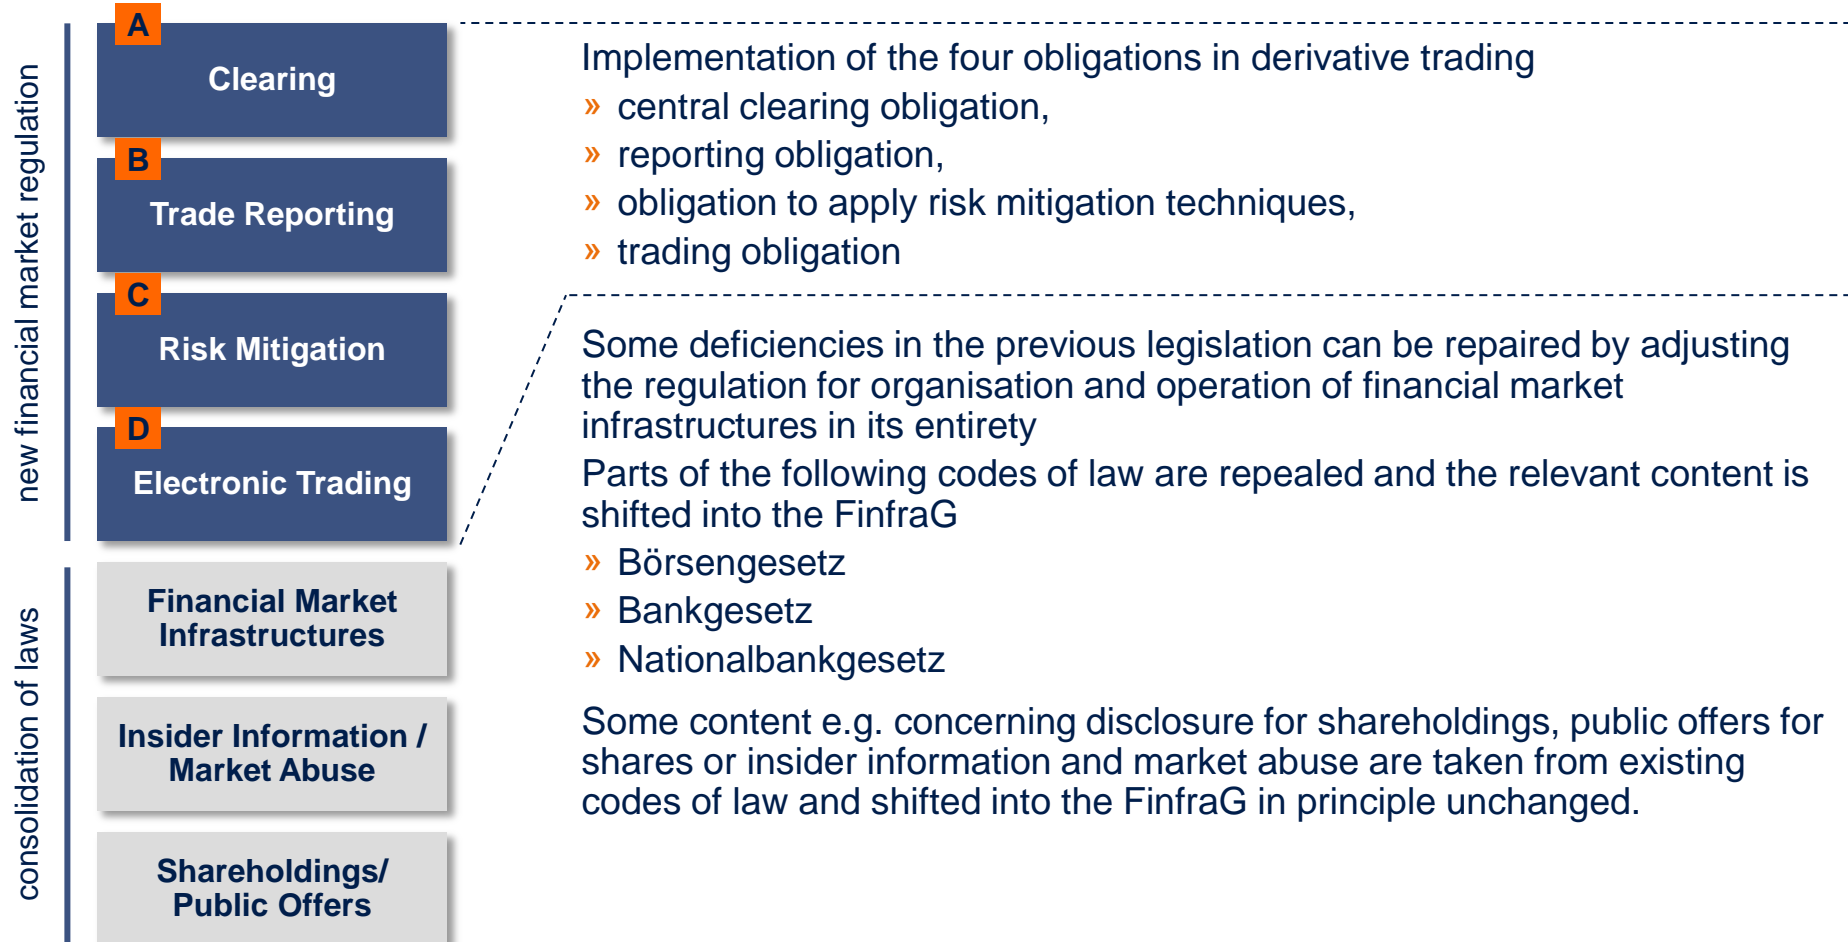 new financial market regulation
A
Clearing
B
Trade Reporting
C
Risk Mitigation
D
Electronic Trading
consolidation of laws
Financial Market
Infrastructures
Insider Information /
Market Abuse
Shareholdings/
Public Offers
Implementation of the four obligations in derivative trading
» central clearing obligation,
» reporting obligation,
» obligation to apply risk mitigation techniques,
» trading obligation
Some deficiencies in the previous legislation can be repaired by adjusting
the regulation for organisation and operation of financial market
infrastructures in its entirety
Parts of the following codes of law are repealed and the relevant content is
shifted into the FinfraG
» Börsengesetz
» Bankgesetz
» Nationalbankgesetz
Some content e.g. concerning disclosure for shareholdings, public offers for
shares or insider information and market abuse are taken from existing
codes of law and shifted into the FinfraG in principle unchanged.